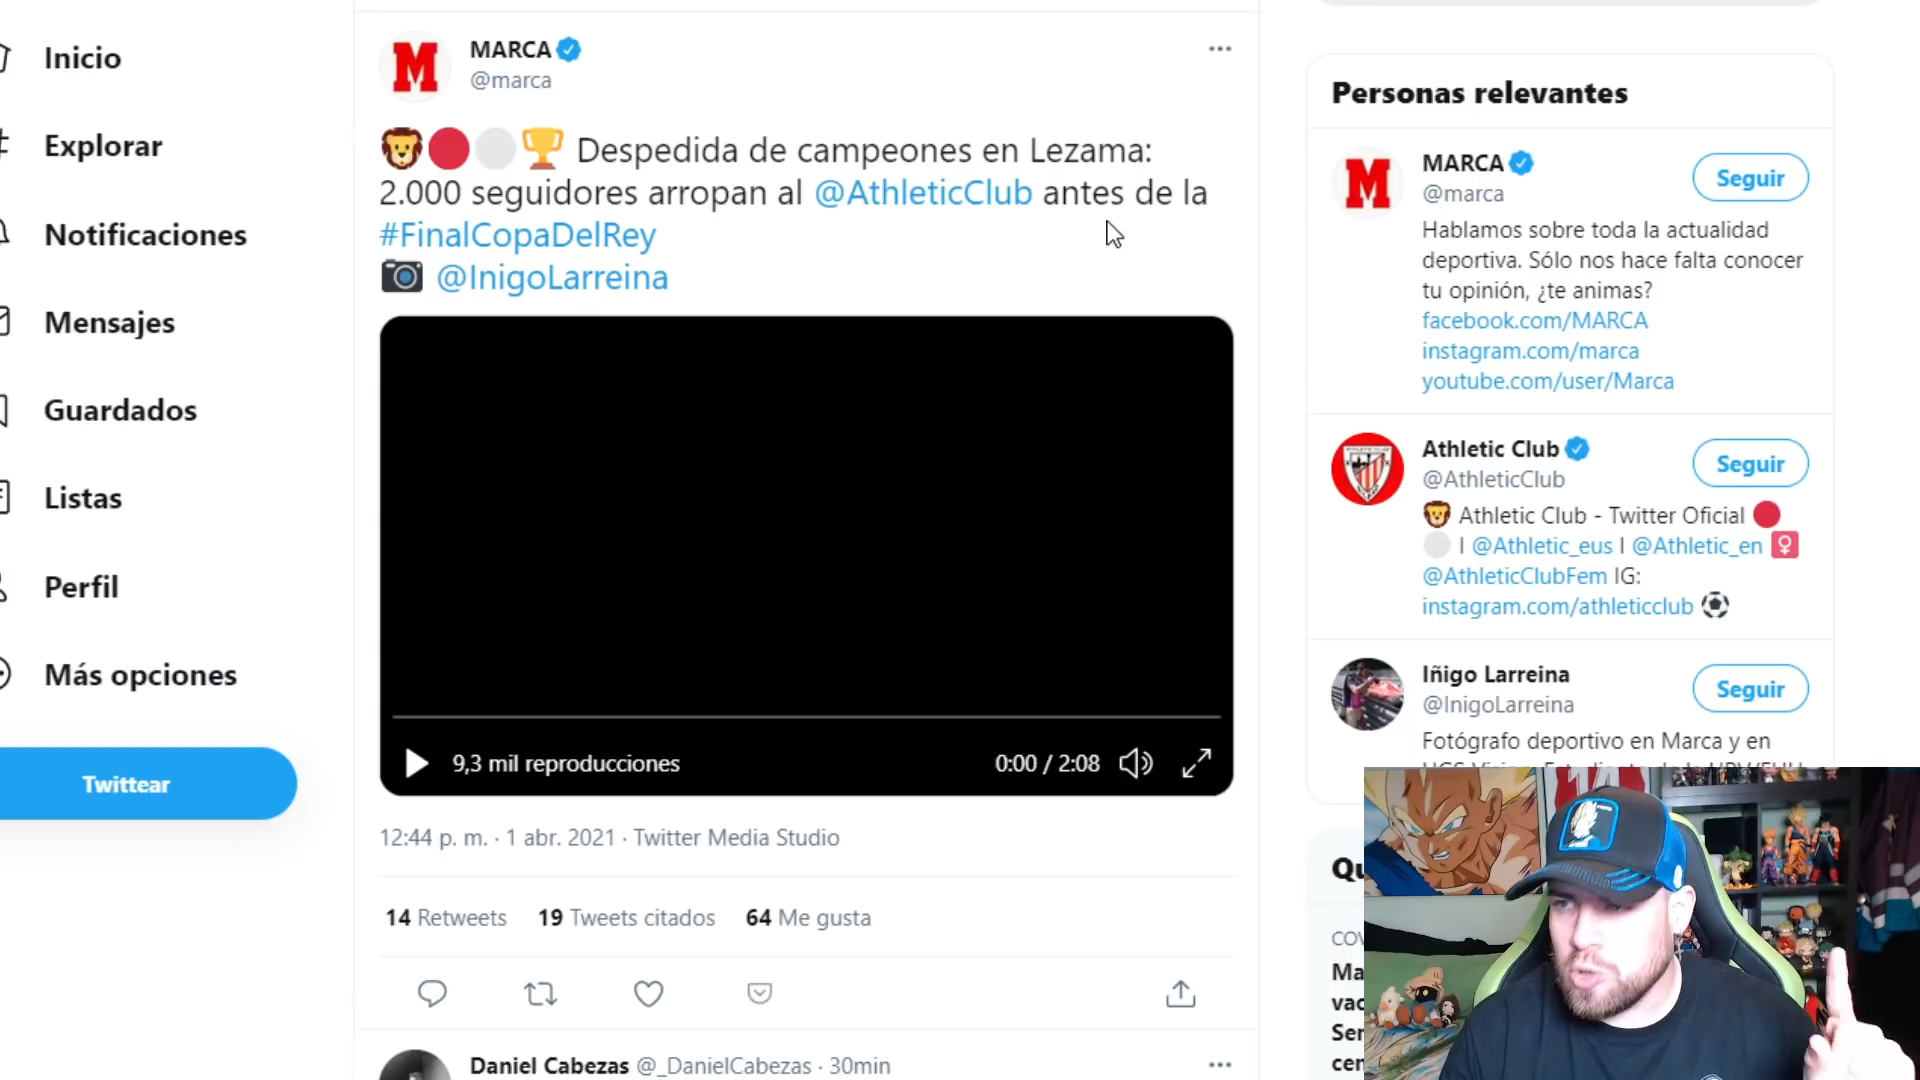 Inicio
Explorar
Notificaciones
Mensajes
Guardados
Listas
Perfil
Más opciones
Twittear
MARCA
@marca
Despedida de campeones en Lezama:
2.000 seguidores arropan al @AthleticClub antes de la
#FinalCopaDelRey
@InigoLarreina
9,3 mil reproducciones
0:00 / 2:08
12:44 p. m. · 1 abr. 2021 · Twitter Media Studio
14 Retweets 19 Tweets citados 64 Me gusta
Daniel Cabezas @_DanielCabezas · 30min
Personas relevantes
MARCA
Seguir
@marca
Hablamos sobre toda la actualidad
deportiva. Sólo nos hace falta conocer
tu opinión, ¿te animas?
facebook.com/MARCA
instagram.com/marca
youtube.com/user/Marca
Athletic Club
Seguir
@AthleticClub
Athletic Club - Twitter Oficial
| @Athletic_eus | @Athletic_en
@AthleticClubFem IG:
instagram.com/athleticclub
Iñigo Larreina
Seguir
@InigoLarreina
Fotógrafo deportivo en Marca y en